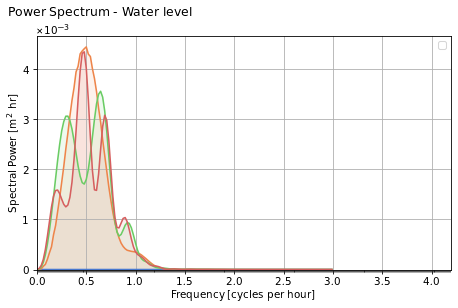 Power Spectrum - Water level
×10⁻³
4
3
2
1
0
0.0 0.5 1.0 1.5 2.0 2.5 3.0 3.5 4.0
Spectral Power [m² hr]
Frequency [cycles per hour]